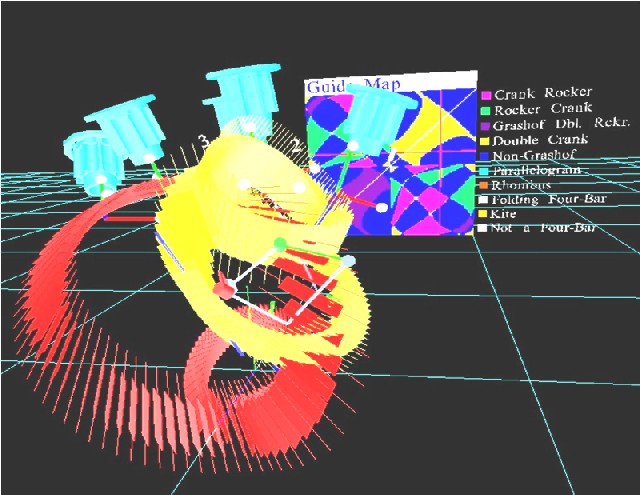 Guide Map
Crank Rocker
Rocker Crank
Grashof Dbl. Rckr.
Double Crank
Non-Grashof
Parallelogram
Rhombus
Folding Four-Bar
Kite
Not a Four-Bar
3
2